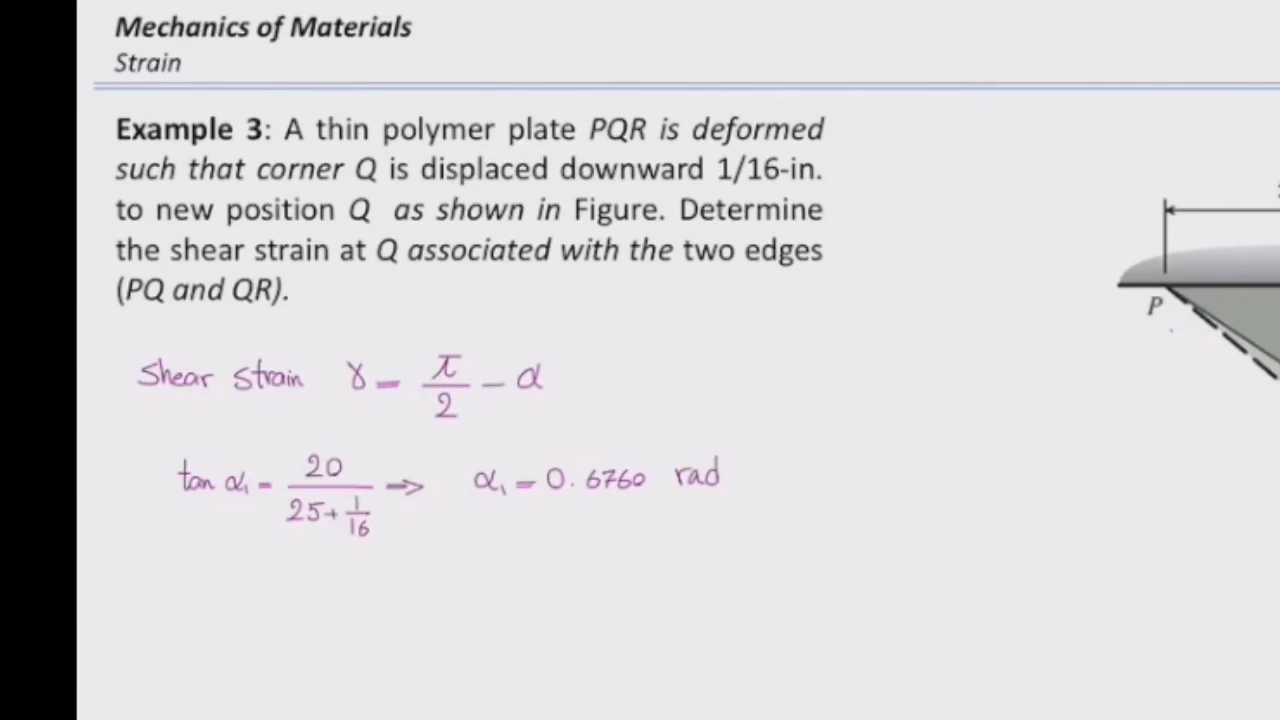 Mechanics of Materials
Strain
Example 3: A thin polymer plate PQR is deformed
such that corner Q is displaced downward 1/16-in.
to new position Q as shown in Figure. Determine
the shear strain at Q associated with the two edges
(PQ and QR).
P
Shear strain γ = π/2 - α
tan α₁ = 20/(25+1/16) ⇒ α₁ = 0.6760 rad